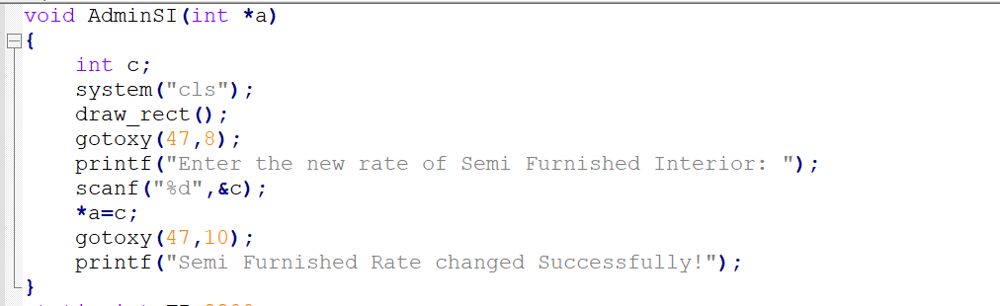 void AdminSI(int *a)
{
    int c;
    system("cls");
    draw_rect();
    gotoxy(47,8);
    printf("Enter the new rate of Semi Furnished Interior: ");
    scanf("%d",&c);
    *a=c;
    gotoxy(47,10);
    printf("Semi Furnished Rate changed Successfully!");
}